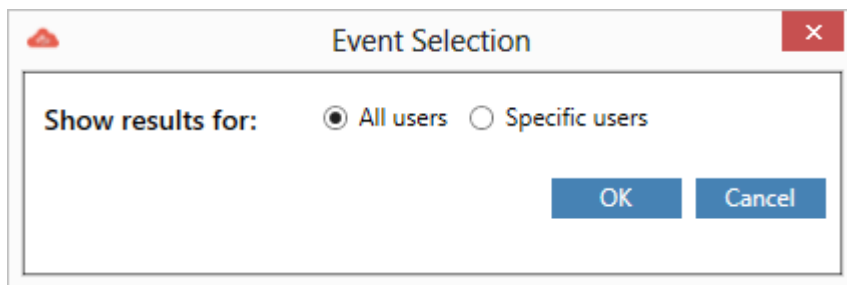 Event Selection
Show results for: All users Specific users
OK Cancel